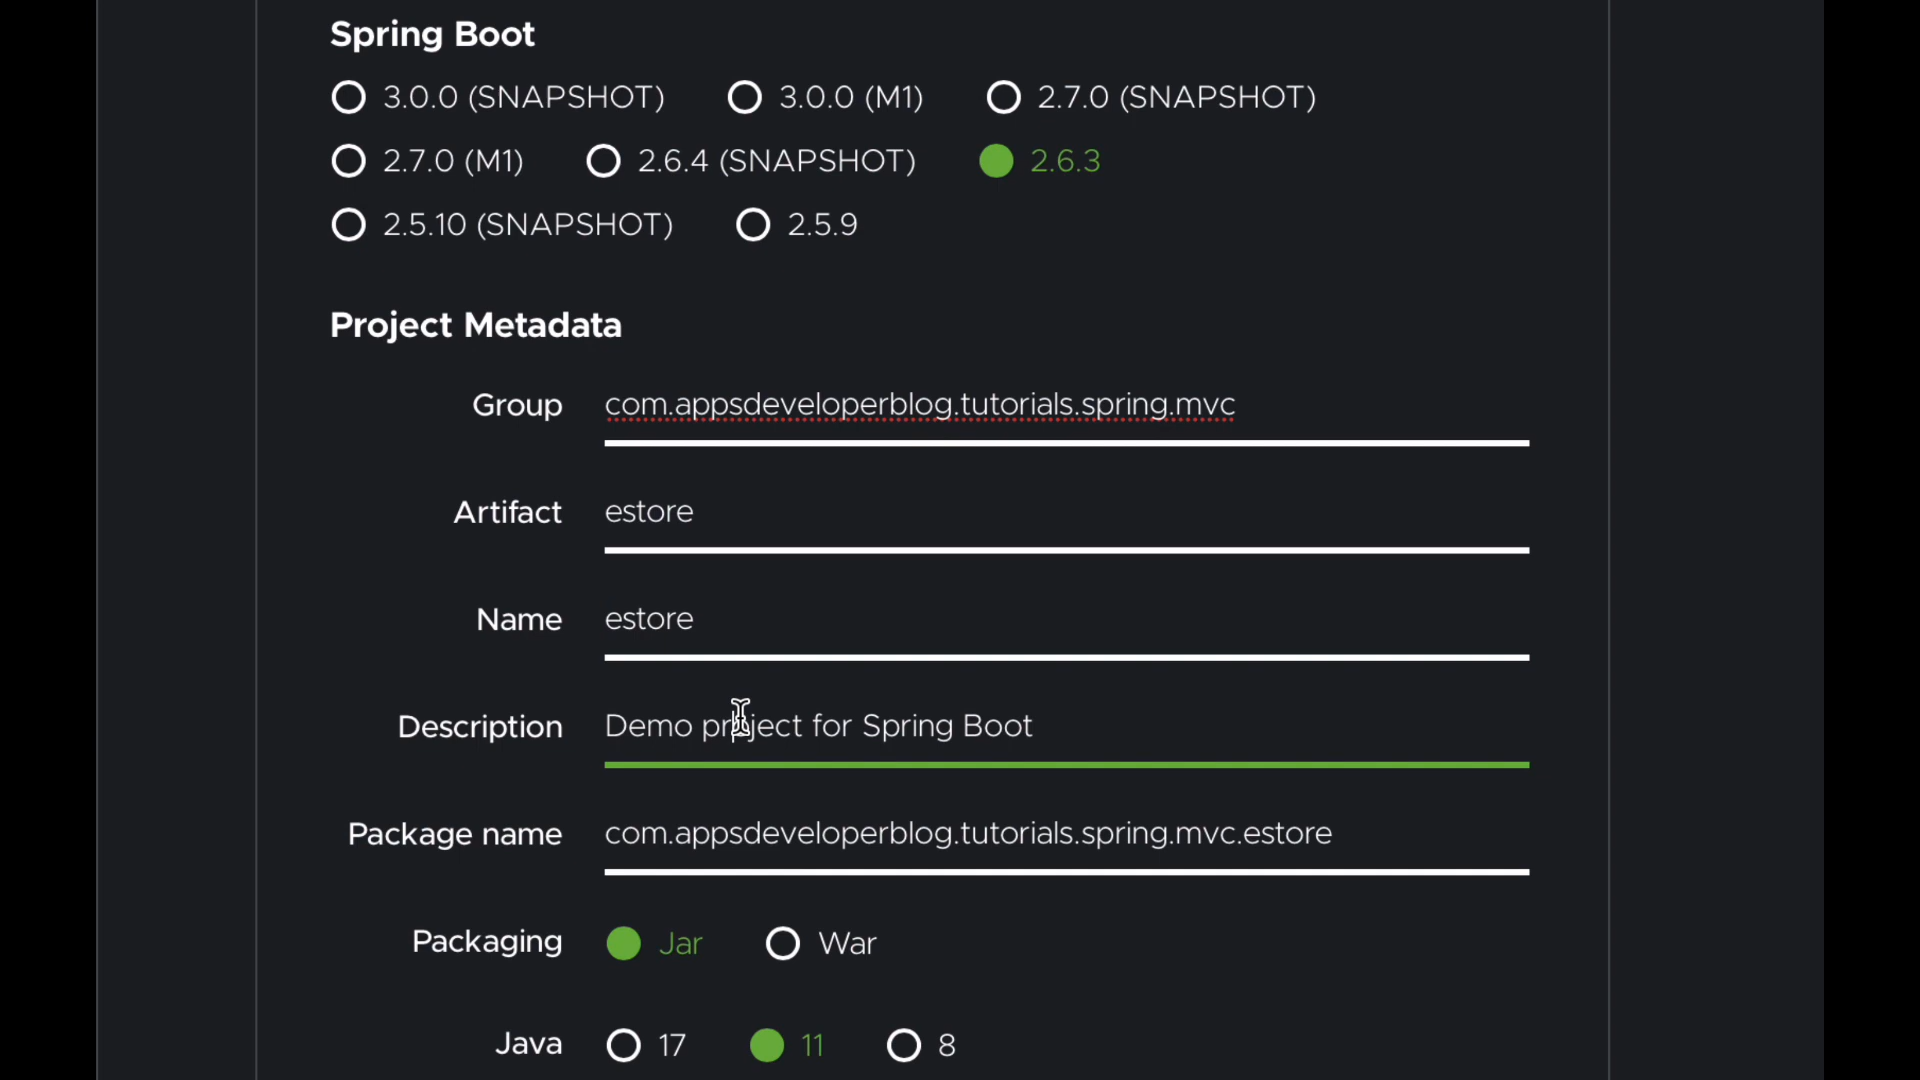 Spring Boot
3.0.0 (SNAPSHOT) 3.0.0 (M1) 2.7.0 (SNAPSHOT)
2.7.0 (M1) 2.6.4 (SNAPSHOT) 2.6.3
2.5.10 (SNAPSHOT) 2.5.9
Project Metadata
Group com.appsdeveloperblog.tutorials.spring.mvc
Artifact estore
Name estore
Description Demo project for Spring Boot
Package name com.appsdeveloperblog.tutorials.spring.mvc.estore
Packaging Jar War
Java 17 11 8